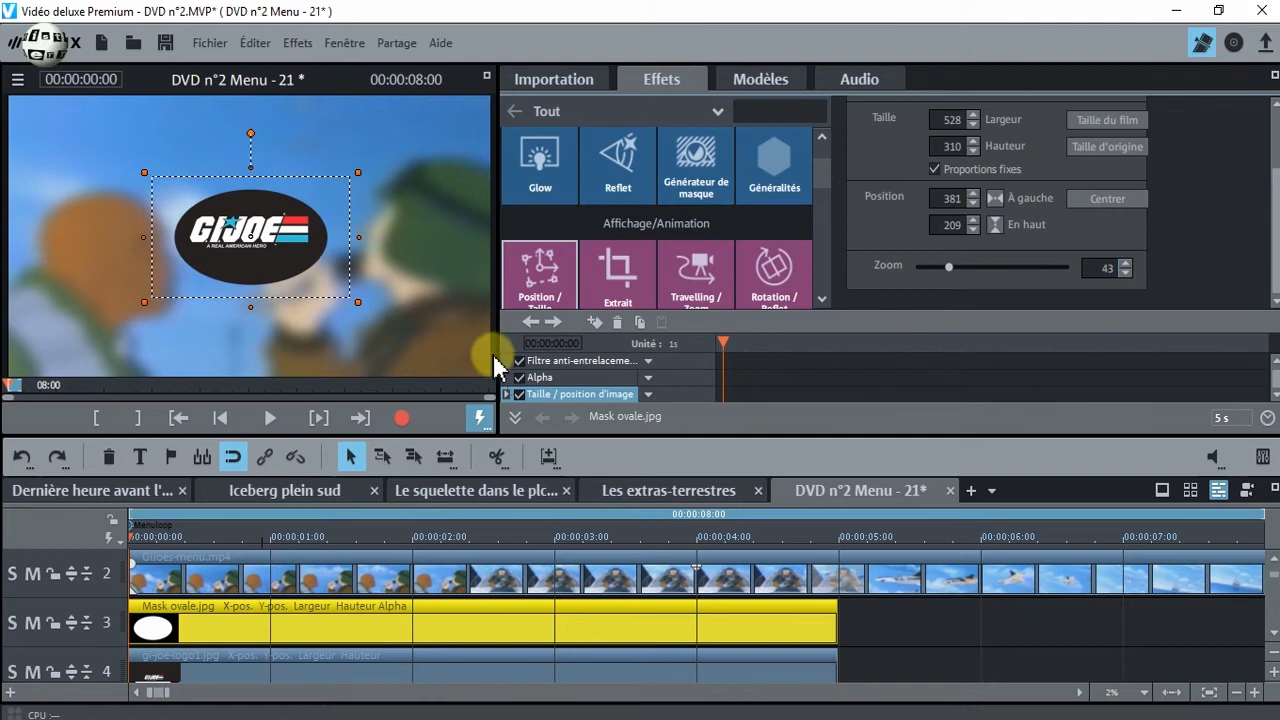 Vidéo deluxe Premium - DVD n°2.MVP* ( DVD n°2 Menu - 21* )
Fichier Éditer Effets Fenêtre Partage Aide
00:00:00:00 DVD n°2 Menu - 21 * 00:00:08:00
GI JOE
A REAL AMERICAN HERO
08:00
Importation Effets Modèles Audio
Tout
Glow Reflet Générateur de masque Généralités
Affichage/Animation
Position / Extrait Travelling / Rotation /
Taille 528 Largeur Taille du film
310 Hauteur Taille d'origine
Proportions fixes
Position 381 À gauche Centrer
209 En haut
Zoom 43
00:00:00:00 Unité : 1s
Filtre anti-entrelaceme...
Alpha
Taille / position d'image
Mask ovale.jpg 5 s
Dernière heure avant l'... Iceberg plein sud Le squelette dans le plc... Les extras-terrestres DVD n°2 Menu - 21*
00:00:08:00
Menuloop
00:00:00:00 00:00:01:00 00:00:02:00 00:00:03:00 00:00:04:00 00:00:05:00 00:00:06:00 00:00:07:00
GIJoes-menu.mp4
S M 2
Mask ovale.jpg X-pos. Y-pos. Largeur Hauteur Alpha
S M 3
gi-joe-logo1.jpg X-pos. Y-pos. Largeur Hauteur
S M 4
2%
CPU :—